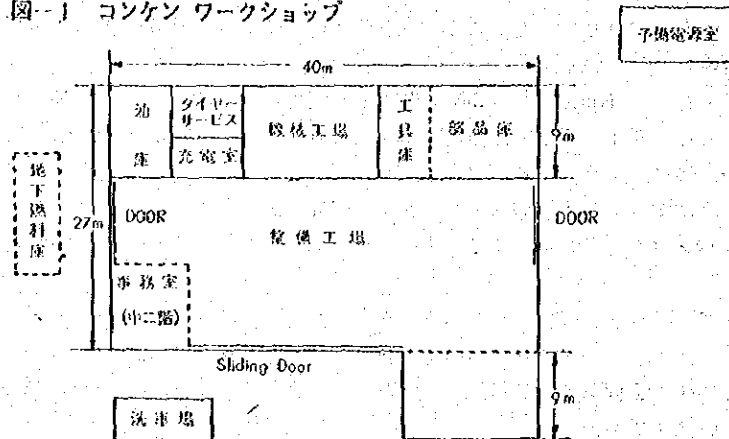 図-1 コンケン ワークショップ
予備電源室
40m
油庫
タイヤーサービス
充電室
機械工場
工具庫
部品庫
9m
地下燃料庫
27m
DOOR
整備工場
DOOR
事務室
(中二階)
Sliding Door
洗車場
9m